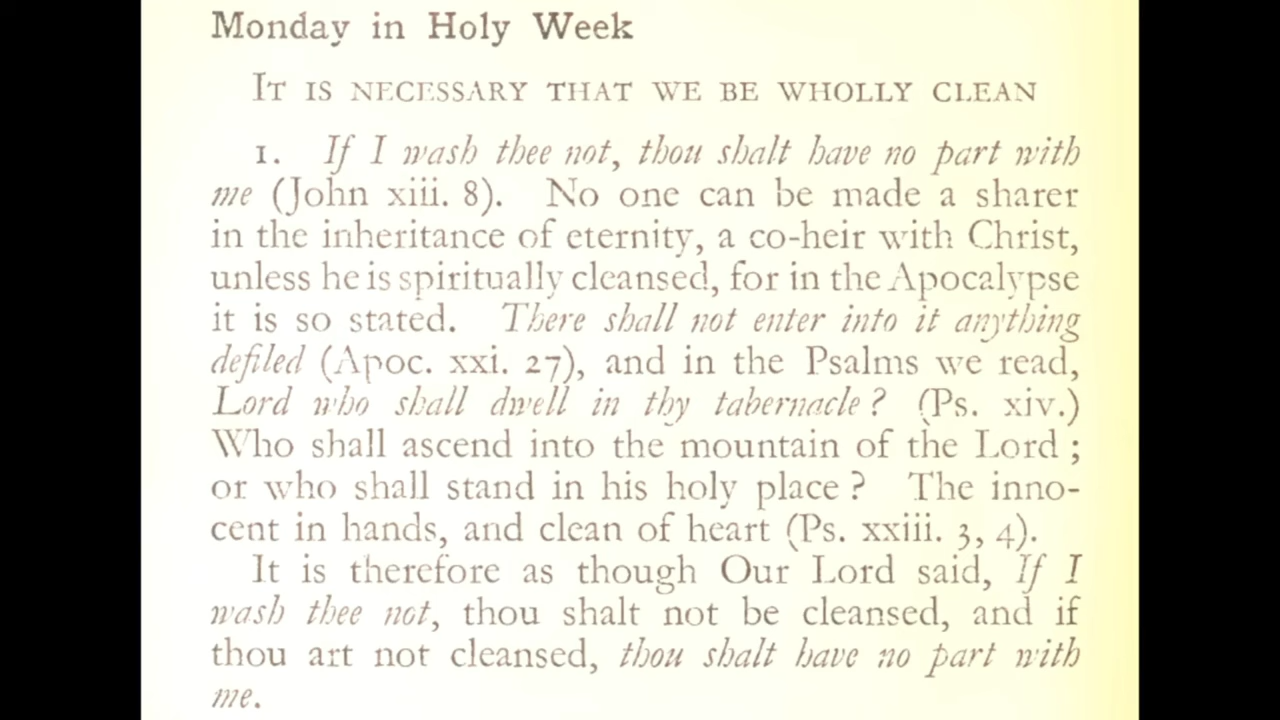 Monday in Holy Week
It is necessary that we be wholly clean
1. If I wash thee not, thou shalt have no part with
me (John xiii. 8). No one can be made a sharer
in the inheritance of eternity, a co-heir with Christ,
unless he is spiritually cleansed, for in the Apocalypse
it is so stated. There shall not enter into it anything
defiled (Apoc. xxi. 27), and in the Psalms we read,
Lord who shall dwell in thy tabernacle? (Ps. xiv.)
Who shall ascend into the mountain of the Lord;
or who shall stand in his holy place? The inno-
cent in hands, and clean of heart (Ps. xxiii. 3, 4).
It is therefore as though Our Lord said, If I
wash thee not, thou shalt not be cleansed, and if
thou art not cleansed, thou shalt have no part with
me.